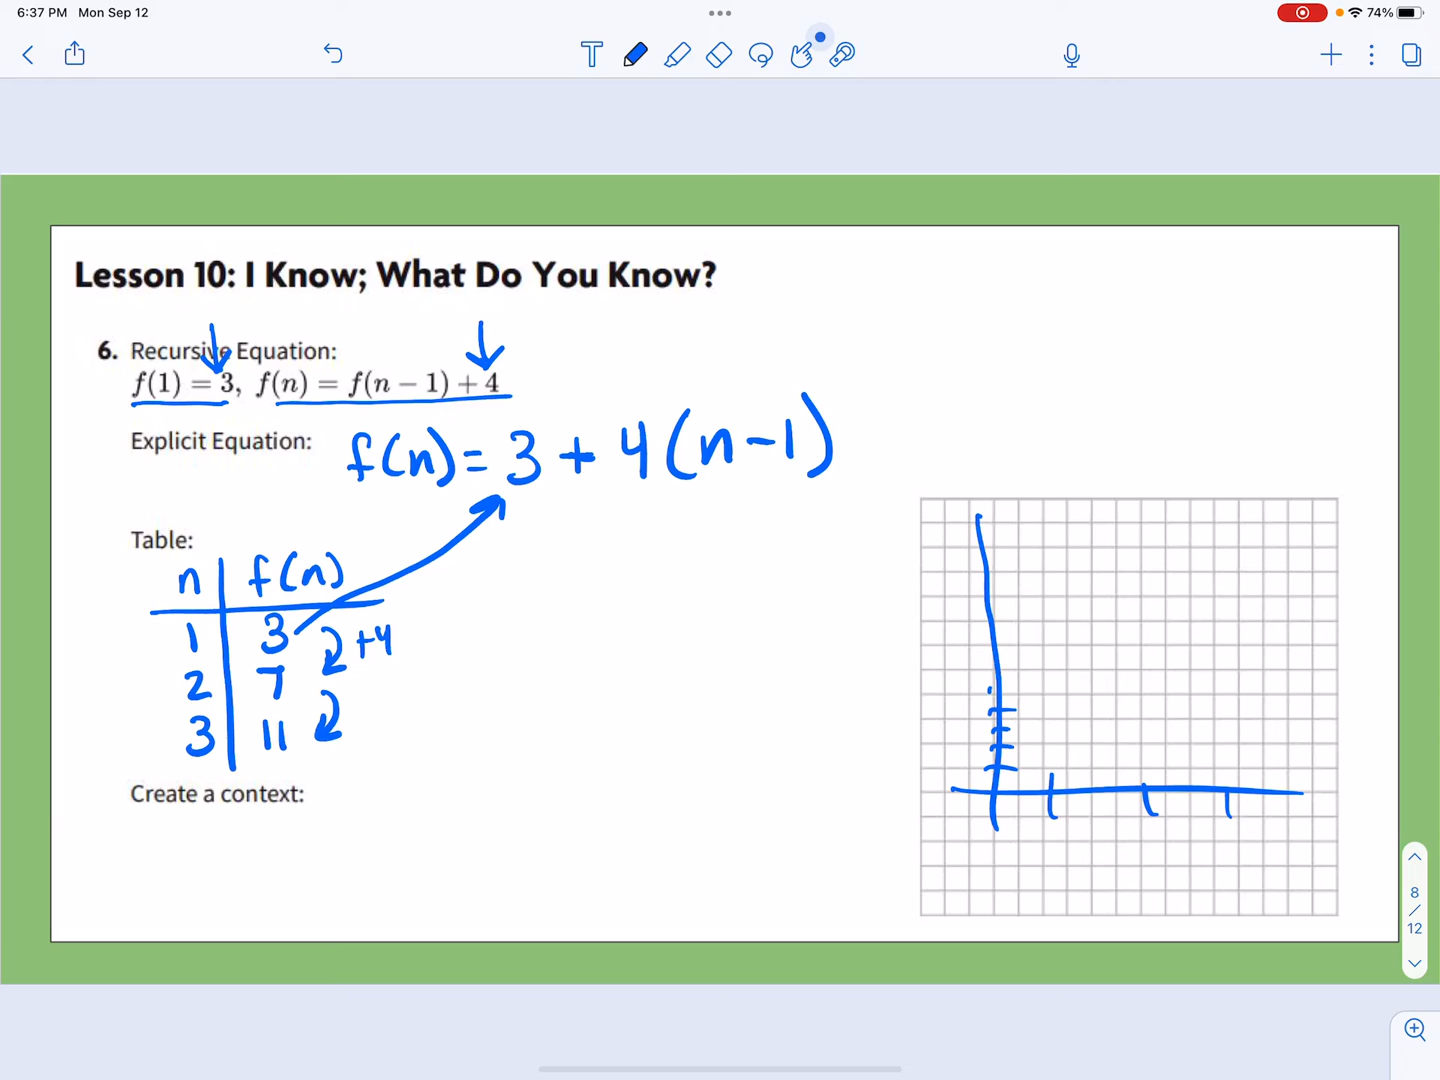 6:37 PM Mon Sep 12
74%
Lesson 10: I Know; What Do You Know?
6. Recursive Equation:
f(1) = 3, f(n) = f(n − 1) + 4
Explicit Equation: f(n) = 3 + 4(n-1)
Table:
n f(n)
1 3
+4
2 7
3 11
Create a context:
8
/
12